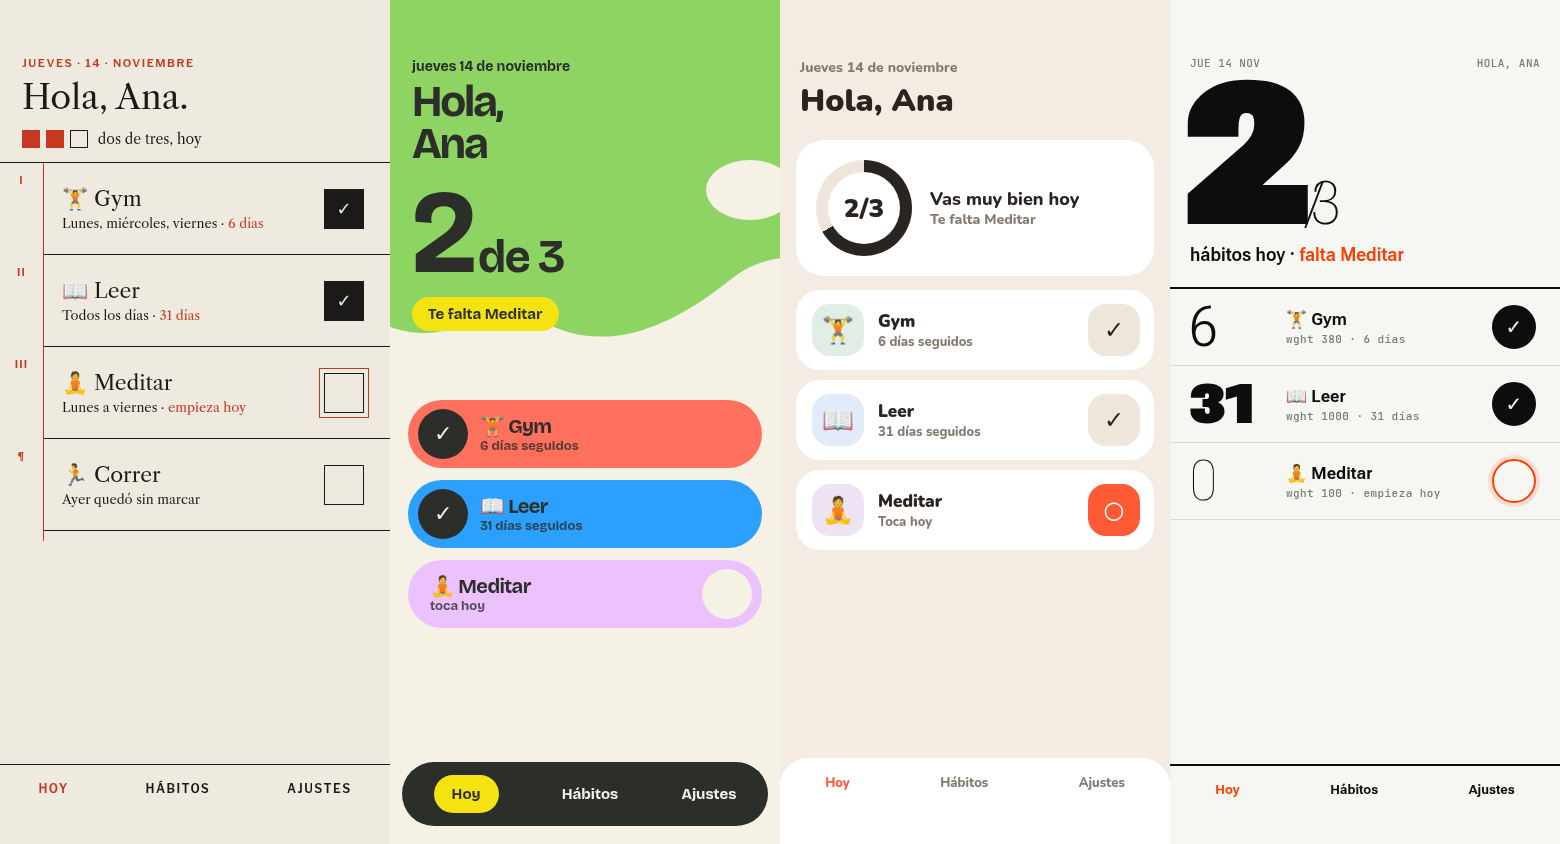 JUEVES · 14 · NOVIEMBRE
Hola, Ana.
dos de tres, hoy
I
🏋️ Gym
Lunes, miércoles, viernes · 6 días
✓
II
📖 Leer
Todos los días · 31 días
✓
III
🧘 Meditar
Lunes a viernes · empieza hoy
¶
🏃 Correr
Ayer quedó sin marcar
HOY
HÁBITOS
AJUSTES
jueves 14 de noviembre
Hola,
Ana
2 de 3
Te falta Meditar
✓
🏋️ Gym
6 días seguidos
✓
📖 Leer
31 días seguidos
🧘 Meditar
toca hoy
Hoy
Hábitos
Ajustes
Jueves 14 de noviembre
Hola, Ana
2/3
Vas muy bien hoy
Te falta Meditar
🏋️
Gym
6 días seguidos
✓
📖
Leer
31 días seguidos
✓
🧘
Meditar
Toca hoy
Hoy
Hábitos
Ajustes
JUE 14 NOV
HOLA, ANA
2/3
hábitos hoy · falta Meditar
6
🏋️ Gym
wght 380 · 6 días
✓
31
📖 Leer
wght 1000 · 31 días
✓
0
🧘 Meditar
wght 100 · empieza hoy
Hoy
Hábitos
Ajustes